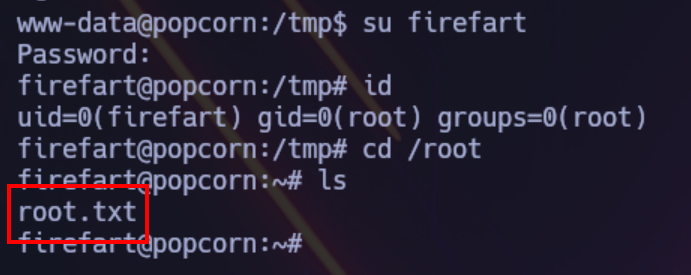 www-data@popcorn:/tmp$ su firefart
Password:
firefart@popcorn:/tmp# id
uid=0(firefart) gid=0(root) groups=0(root)
firefart@popcorn:/tmp# cd /root
firefart@popcorn:~# ls
root.txt
firefart@popcorn:~#